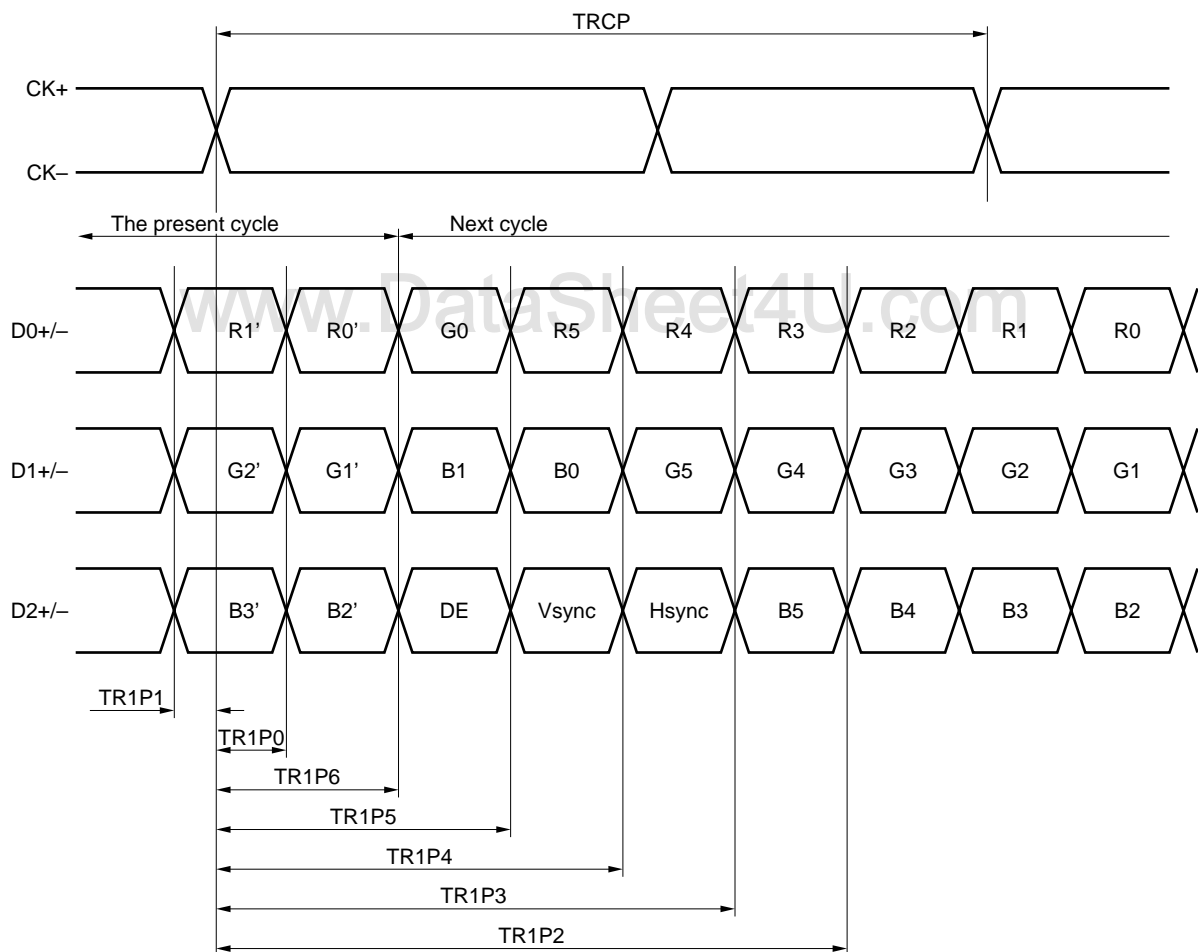 TRCP
CK+
CK–
The present cycle Next cycle
www.DataSheet4U.com
D0+/– R1’ R0’ G0 R5 R4 R3 R2 R1 R0
D1+/– G2’ G1’ B1 B0 G5 G4 G3 G2 G1
D2+/– B3’ B2’ DE Vsync Hsync B5 B4 B3 B2
TR1P1
TR1P0
TR1P6
TR1P5
TR1P4
TR1P3
TR1P2